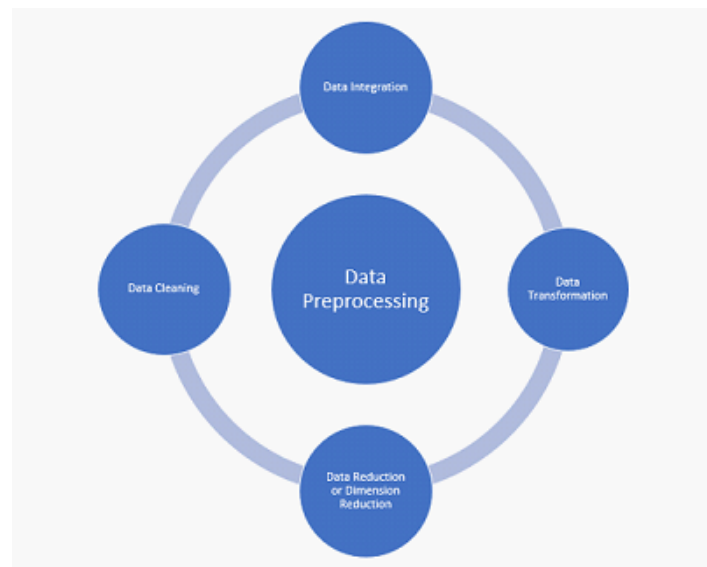 Data Integration
Data Cleaning
Data
Preprocessing
Data
Transformation
Data Reduction
or Dimension
Reduction